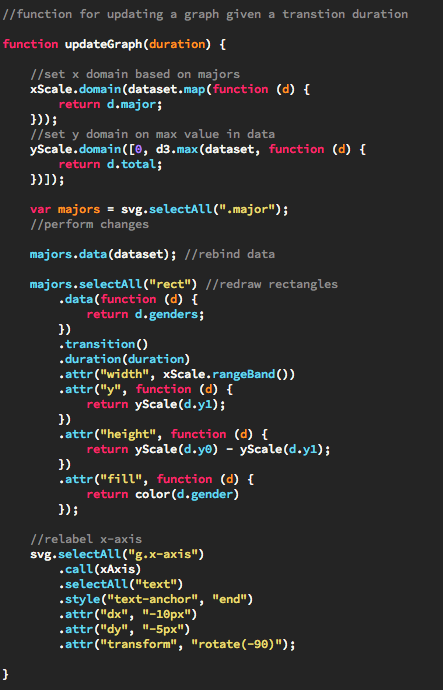 //function for updating a graph given a transtion duration
function updateGraph(duration) {
//set x domain based on majors
xScale.domain(dataset.map(function (d) {
return d.major;
}));
//set y domain on max value in data
yScale.domain([0, d3.max(dataset, function (d) {
return d.total;
})]);
var majors = svg.selectAll(".major");
//perform changes
majors.data(dataset); //rebind data
majors.selectAll("rect") //redraw rectangles
.data(function (d) {
return d.genders;
})
.transition()
.duration(duration)
.attr("width", xScale.rangeBand())
.attr("y", function (d) {
return yScale(d.y1);
})
.attr("height", function (d) {
return yScale(d.y0) - yScale(d.y1);
})
.attr("fill", function (d) {
return color(d.gender)
});
//relabel x-axis
svg.selectAll("g.x-axis")
.call(xAxis)
.selectAll("text")
.style("text-anchor", "end")
.attr("dx", "-10px")
.attr("dy", "-5px")
.attr("transform", "rotate(-90)");
}